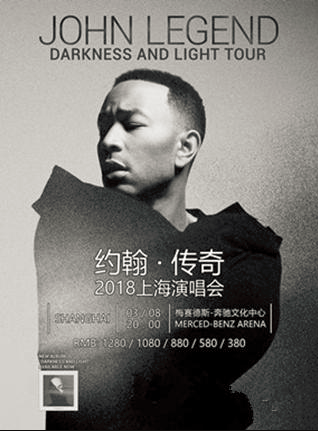 JOHN LEGEND
DARKNESS AND LIGHT TOUR
约翰·传奇
2018上海演唱会
SHANGHAI
03 / 08
20 : 00
梅赛德斯-奔驰文化中心
MERCED-BENZ ARENA
RMB 1280 / 1080 / 880 / 580 / 380
NEW ALBUM
DARKNESS AND LIGHT
AVAILABLE NOW